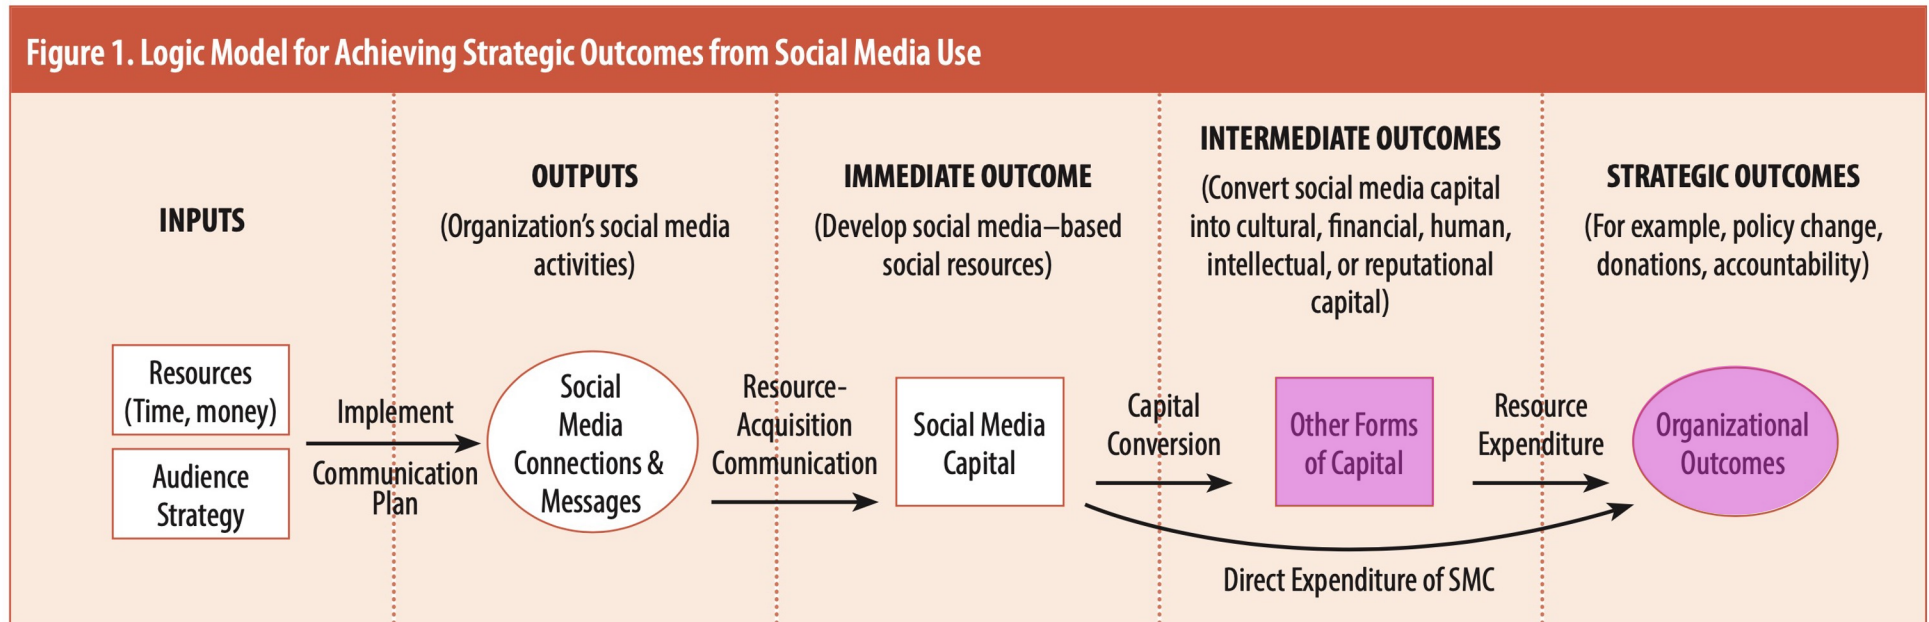 Figure 1. Logic Model for Achieving Strategic Outcomes from Social Media Use
INPUTS
OUTPUTS
(Organization’s social media
activities)
IMMEDIATE OUTCOME
(Develop social media–based
social resources)
INTERMEDIATE OUTCOMES
(Convert social media capital
into cultural, financial, human,
intellectual, or reputational
capital)
STRATEGIC OUTCOMES
(For example, policy change,
donations, accountability)
Resources
(Time, money)
Audience
Strategy
Implement
Communication
Plan
Social
Media
Connections &
Messages
Resource-
Acquisition
Communication
Social Media
Capital
Capital
Conversion
Other Forms
of Capital
Resource
Expenditure
Organizational
Outcomes
Direct Expenditure of SMC